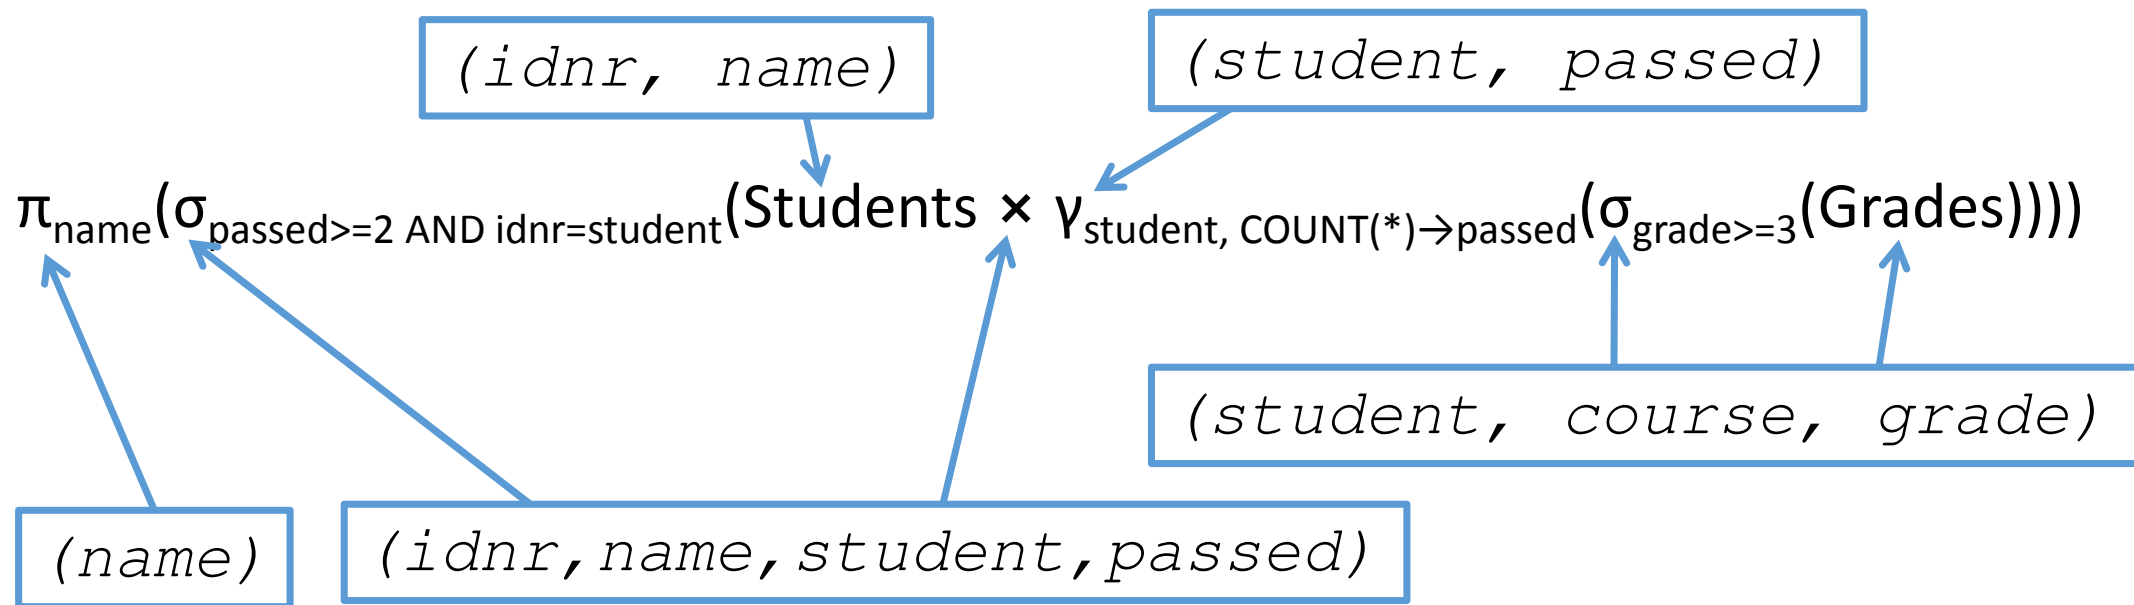 (idnr, name)
(student, passed)
πname(σpassed>=2 AND idnr=student(Students × γstudent, COUNT(*)→passed(σgrade>=3(Grades))))
(student, course, grade)
(name)
(idnr,name,student,passed)